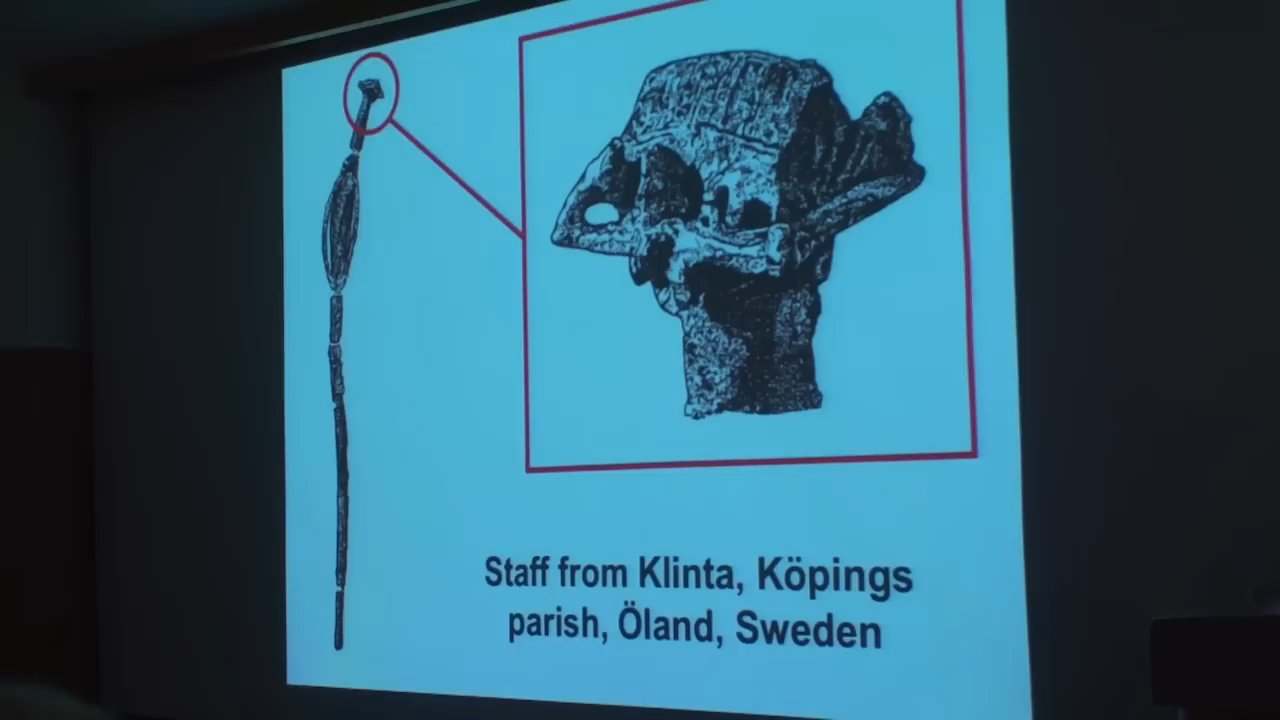 Staff from Klinta, Köpings
parish, Öland, Sweden